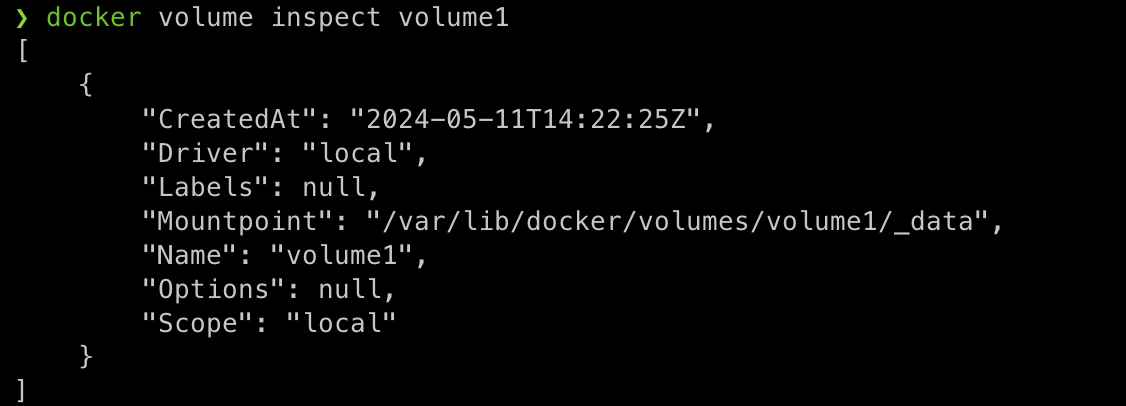 ❯ docker volume inspect volume1
[
    {
        "CreatedAt": "2024-05-11T14:22:25Z",
        "Driver": "local",
        "Labels": null,
        "Mountpoint": "/var/lib/docker/volumes/volume1/_data",
        "Name": "volume1",
        "Options": null,
        "Scope": "local"
    }
]